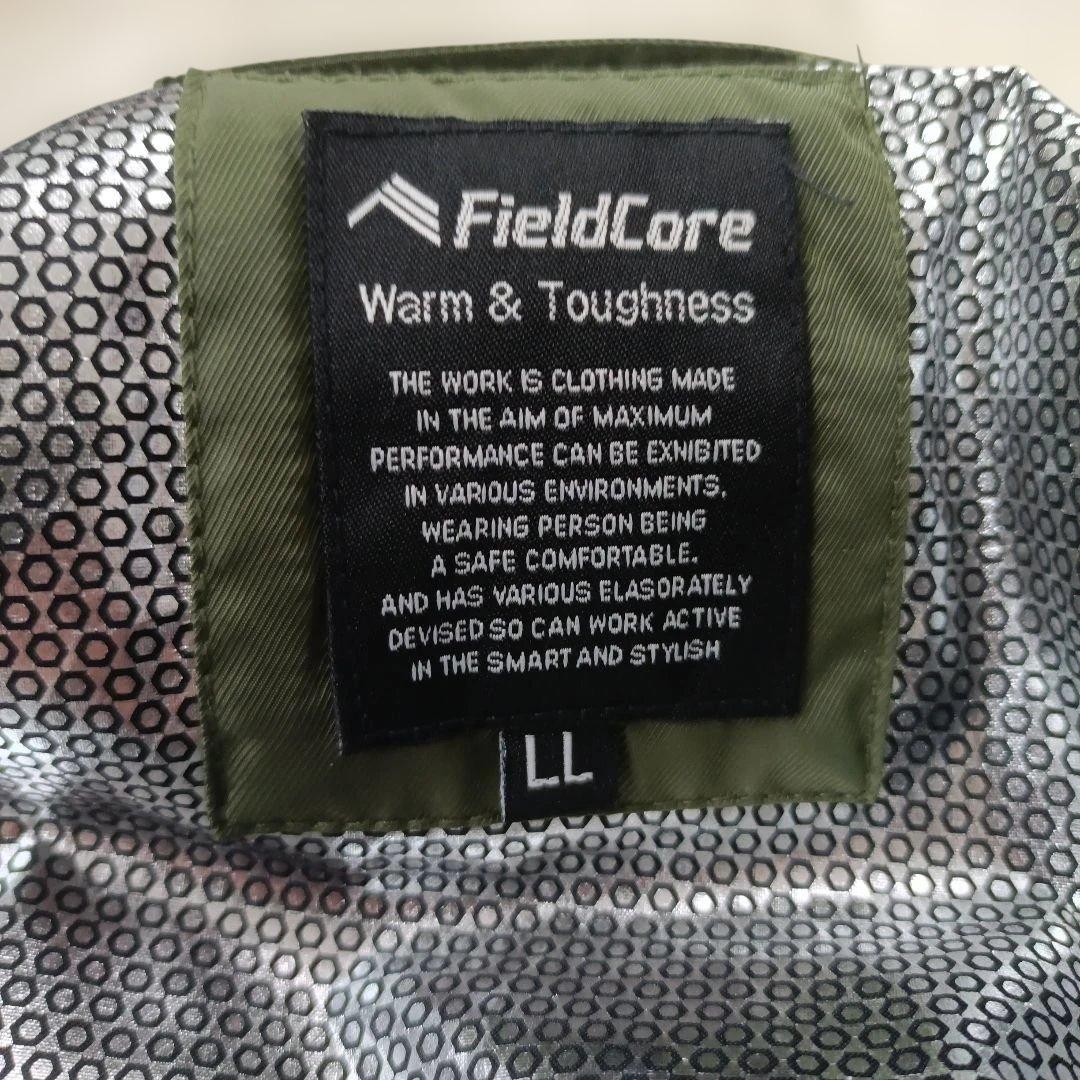 FieldCore
Warm & Toughness
THE WORK IS CLOTHING MADE
IN THE AIM OF MAXIMUM
PERFORMANCE CAN BE EXHIBITED
IN VARIOUS ENVIRONMENTS.
WEARING PERSON BEING
A SAFE COMFORTABLE.
AND HAS VARIOUS ELASORATELY
DEVISED SO CAN WORK ACTIVE
IN THE SMART AND STYLISH
LL